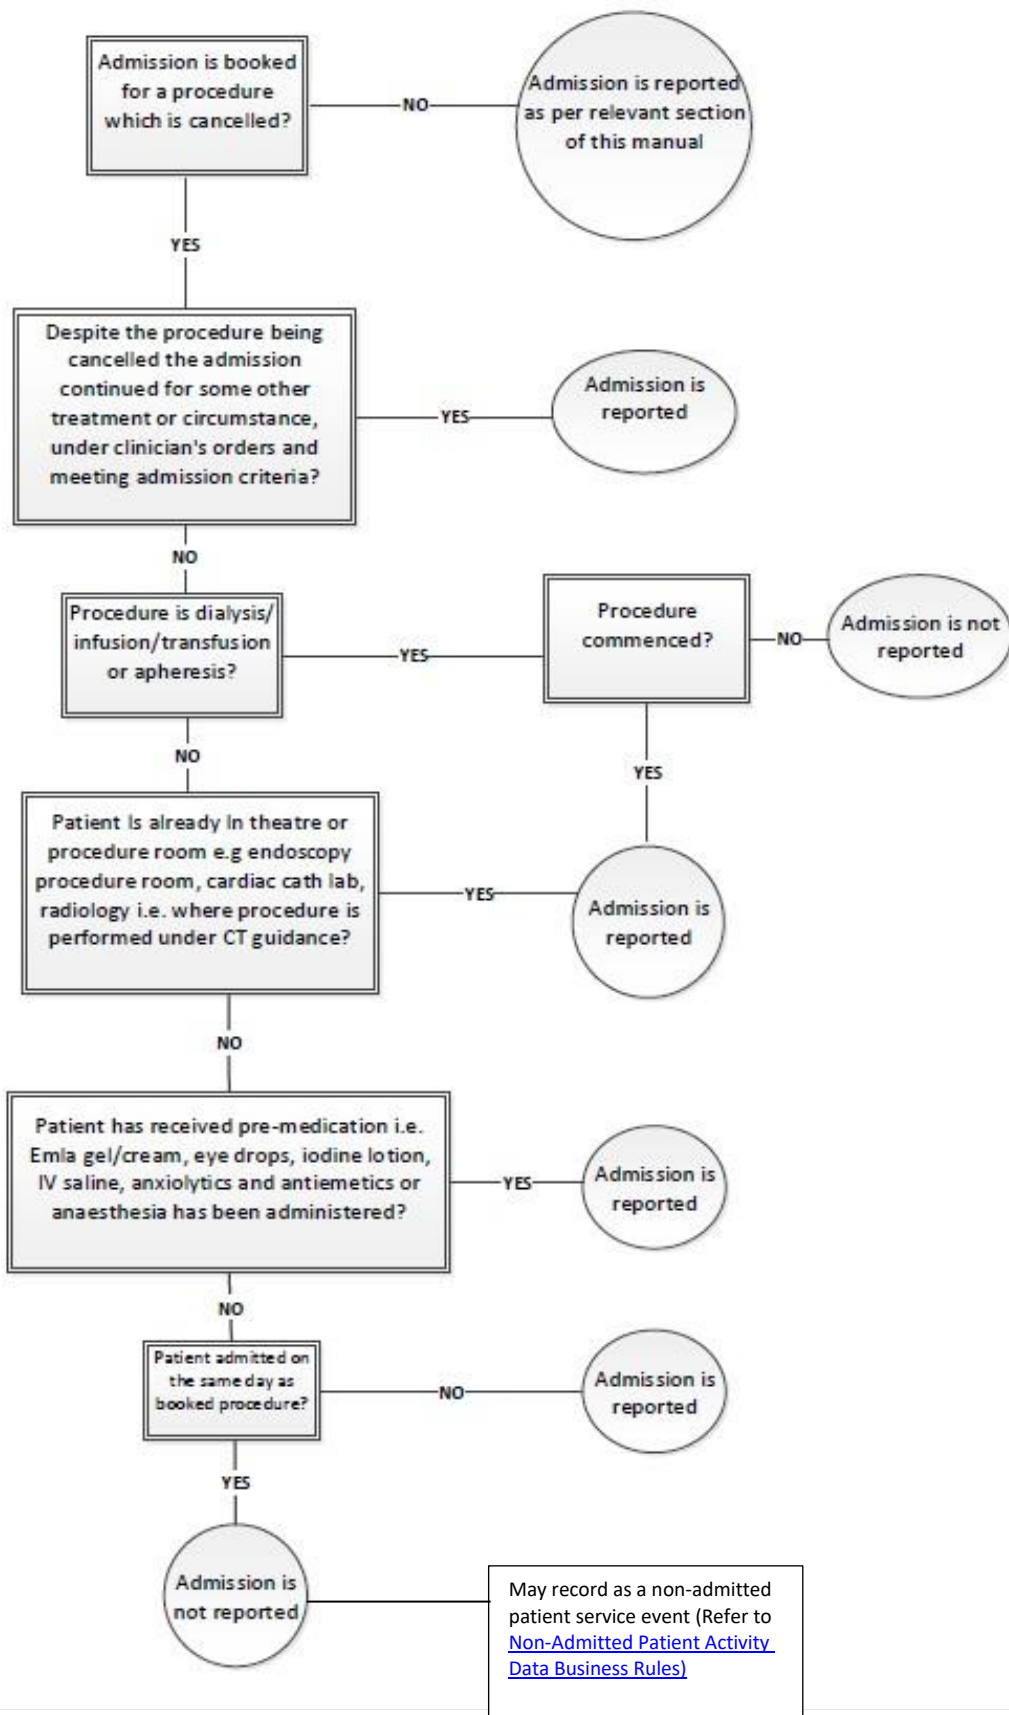 Admission is booked
for a procedure
which is cancelled?
NO
Admission is reported
as per relevant section
of this manual
YES
Despite the procedure being
cancelled the admission
continued for some other
treatment or circumstance,
under clinician's orders and
meeting admission criteria?
YES
Admission is
reported
NO
Procedure is dialysis/
infusion/transfusion
or apheresis?
YES
Procedure
commenced?
NO
Admission is not
reported
NO
YES
Patient Is already In theatre or
procedure room e.g endoscopy
procedure room, cardiac cath lab,
radiology i.e. where procedure is
performed under CT guidance?
YES
Admission is
reported
NO
Patient has received pre-medication i.e.
Emla gel/cream, eye drops, iodine lotion,
IV saline, anxiolytics and antiemetics or
anaesthesia has been administered?
YES
Admission is
reported
NO
Patient admitted on
the same day as
booked procedure?
NO
Admission is
reported
YES
Admission is
not reported
May record as a non-admitted
patient service event (Refer to
Non-Admitted Patient Activity
Data Business Rules)